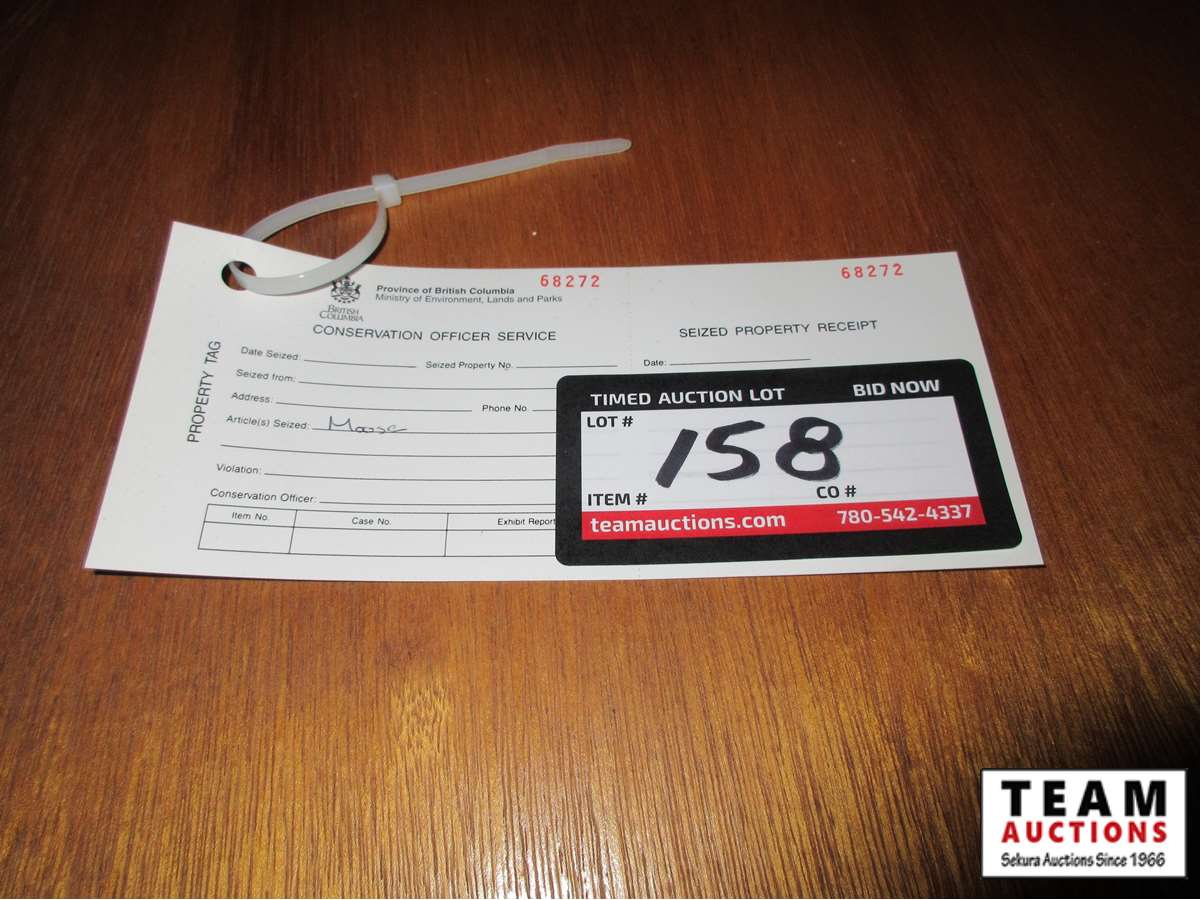 68272
68272
Province of British Columbia
Ministry of Environment, Lands and Parks
BRITISH
COLUMBIA
CONSERVATION OFFICER SERVICE
PROPERTY TAG
Date Seized:
Seized Property No.
Seized from:
Address:
Phone No.
Article(s) Seized: Moose
Violation:
Conservation Officer:
Item No.
Case No.
Exhibit Report
SEIZED PROPERTY RECEIPT
Date:
TIMED AUCTION LOT
BID NOW
LOT #
158
ITEM #
CO #
teamauctions.com
780-542-4337
TEAM
AUCTIONS
Sekura Auctions Since 1966